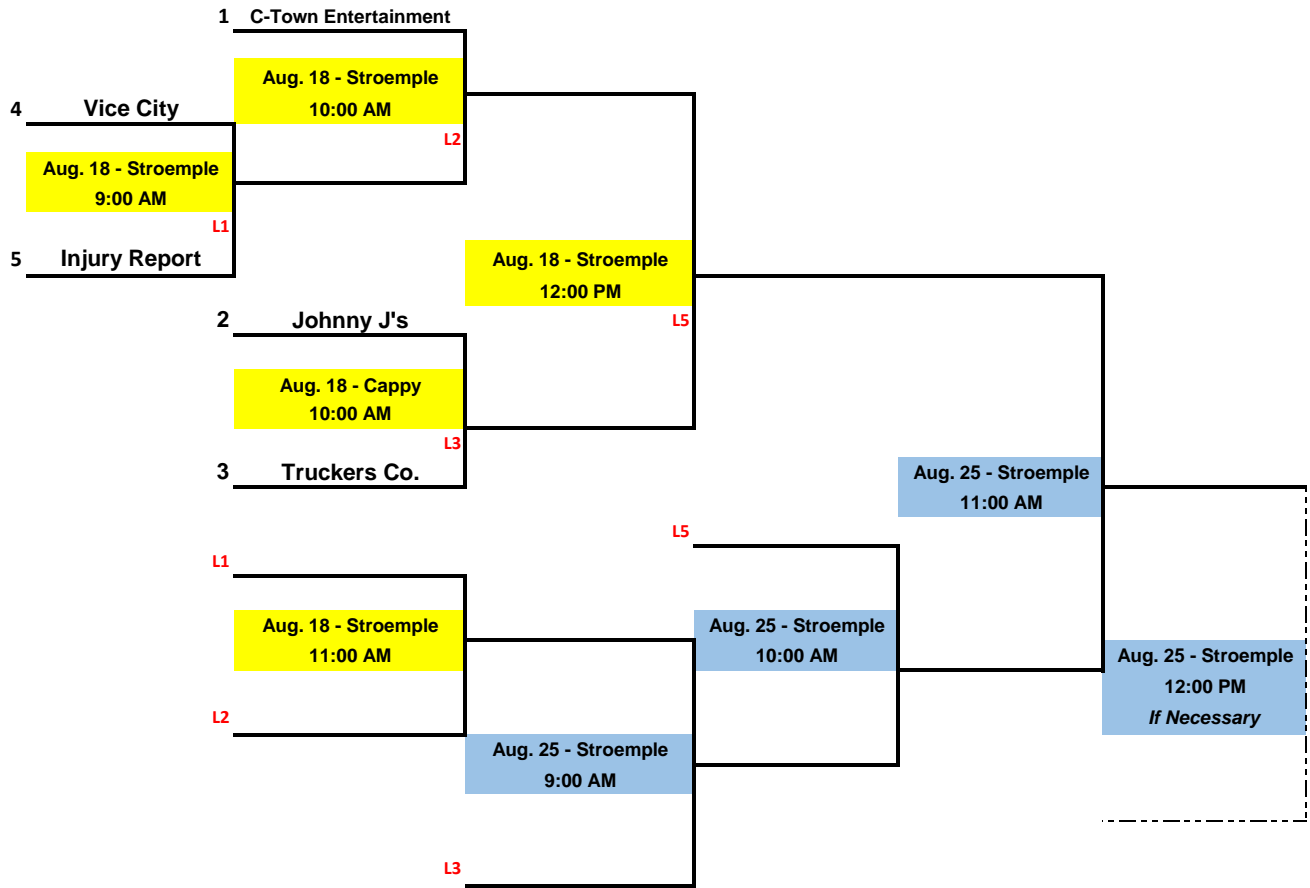 1 C-Town Entertainment
Aug. 18 - Stroemple
10:00 AM
4 Vice City
L2
Aug. 18 - Stroemple
9:00 AM
L1
5 Injury Report
Aug. 18 - Stroemple
12:00 PM
2 Johnny J's
L5
Aug. 18 - Cappy
10:00 AM
L3
3 Truckers Co.
Aug. 25 - Stroemple
11:00 AM
L5
L1
Aug. 18 - Stroemple
11:00 AM
Aug. 25 - Stroemple
10:00 AM
Aug. 25 - Stroemple
12:00 PM
If Necessary
L2
Aug. 25 - Stroemple
9:00 AM
L3